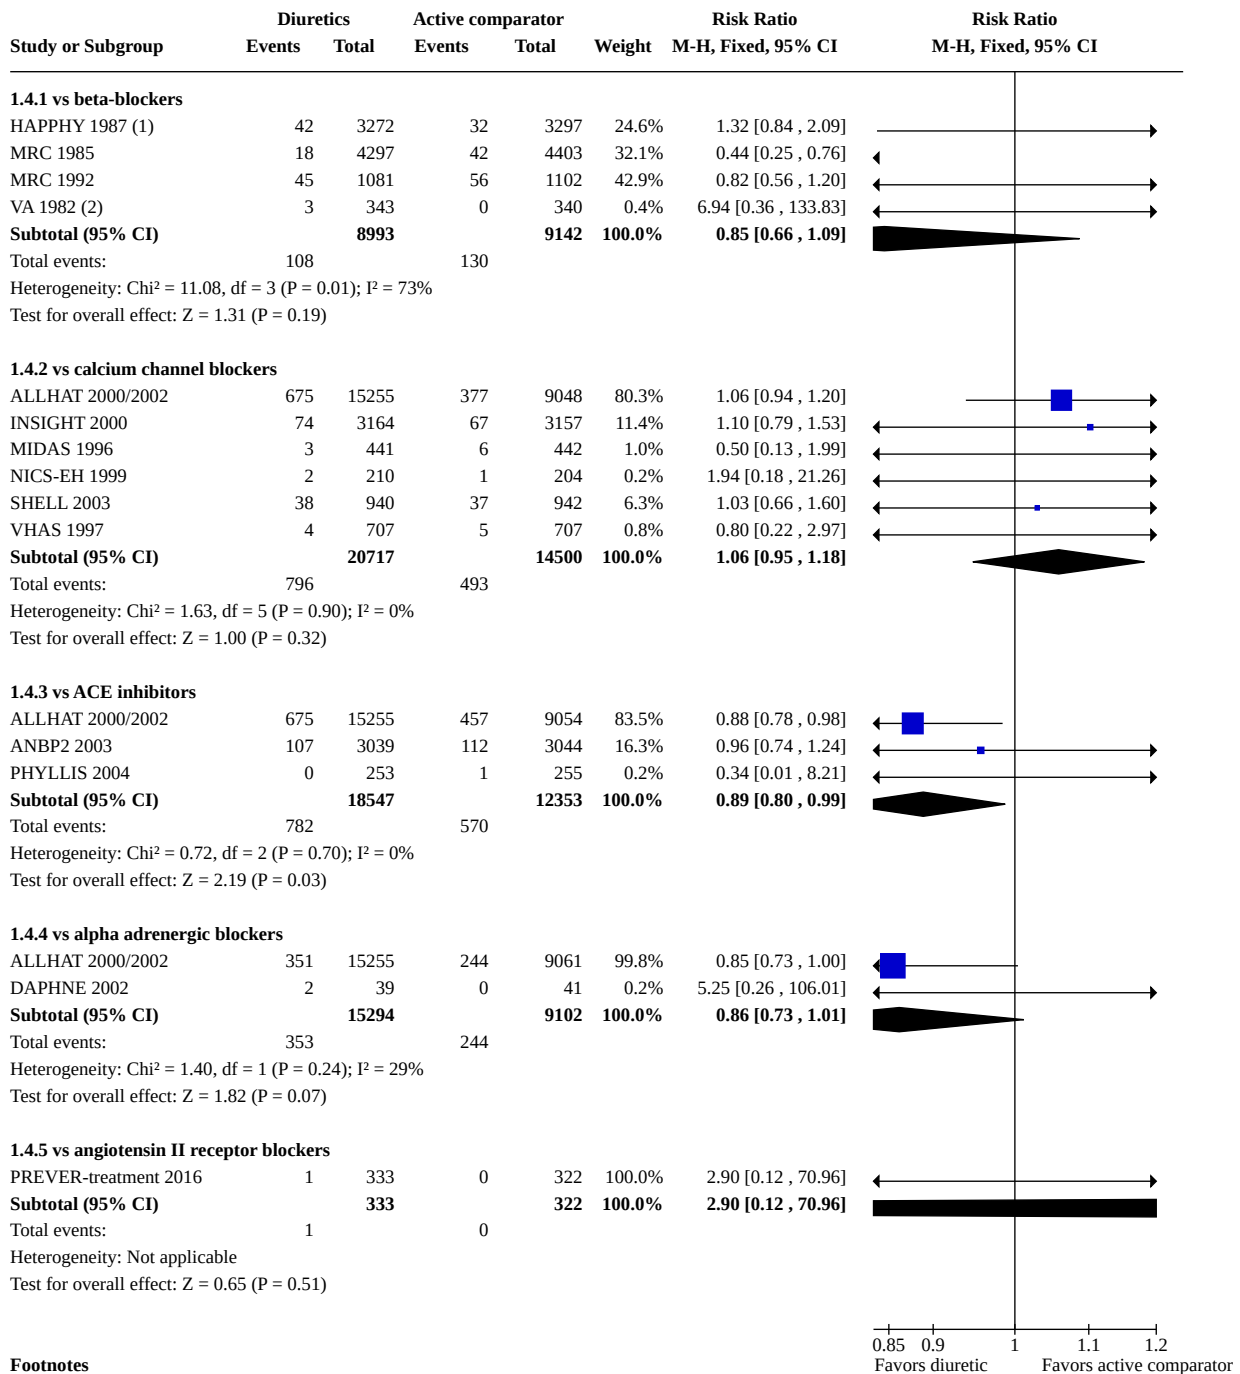 Diuretics Active comparator Risk Ratio Risk Ratio
Study or Subgroup Events Total Events Total Weight M-H, Fixed, 95% CI M-H, Fixed, 95% CI
1.4.1 vs beta-blockers
HAPPHY 1987 (1) 42 3272 32 3297 24.6% 1.32 [0.84 , 2.09]
MRC 1985 18 4297 42 4403 32.1% 0.44 [0.25 , 0.76]
MRC 1992 45 1081 56 1102 42.9% 0.82 [0.56 , 1.20]
VA 1982 (2) 3 343 0 340 0.4% 6.94 [0.36 , 133.83]
Subtotal (95% CI) 8993 9142 100.0% 0.85 [0.66 , 1.09]
Total events: 108 130
Heterogeneity: Chi² = 11.08, df = 3 (P = 0.01); I² = 73%
Test for overall effect: Z = 1.31 (P = 0.19)
1.4.2 vs calcium channel blockers
ALLHAT 2000/2002 675 15255 377 9048 80.3% 1.06 [0.94 , 1.20]
INSIGHT 2000 74 3164 67 3157 11.4% 1.10 [0.79 , 1.53]
MIDAS 1996 3 441 6 442 1.0% 0.50 [0.13 , 1.99]
NICS-EH 1999 2 210 1 204 0.2% 1.94 [0.18 , 21.26]
SHELL 2003 38 940 37 942 6.3% 1.03 [0.66 , 1.60]
VHAS 1997 4 707 5 707 0.8% 0.80 [0.22 , 2.97]
Subtotal (95% CI) 20717 14500 100.0% 1.06 [0.95 , 1.18]
Total events: 796 493
Heterogeneity: Chi² = 1.63, df = 5 (P = 0.90); I² = 0%
Test for overall effect: Z = 1.00 (P = 0.32)
1.4.3 vs ACE inhibitors
ALLHAT 2000/2002 675 15255 457 9054 83.5% 0.88 [0.78 , 0.98]
ANBP2 2003 107 3039 112 3044 16.3% 0.96 [0.74 , 1.24]
PHYLLIS 2004 0 253 1 255 0.2% 0.34 [0.01 , 8.21]
Subtotal (95% CI) 18547 12353 100.0% 0.89 [0.80 , 0.99]
Total events: 782 570
Heterogeneity: Chi² = 0.72, df = 2 (P = 0.70); I² = 0%
Test for overall effect: Z = 2.19 (P = 0.03)
1.4.4 vs alpha adrenergic blockers
ALLHAT 2000/2002 351 15255 244 9061 99.8% 0.85 [0.73 , 1.00]
DAPHNE 2002 2 39 0 41 0.2% 5.25 [0.26 , 106.01]
Subtotal (95% CI) 15294 9102 100.0% 0.86 [0.73 , 1.01]
Total events: 353 244
Heterogeneity: Chi² = 1.40, df = 1 (P = 0.24); I² = 29%
Test for overall effect: Z = 1.82 (P = 0.07)
1.4.5 vs angiotensin II receptor blockers
PREVER-treatment 2016 1 333 0 322 100.0% 2.90 [0.12 , 70.96]
Subtotal (95% CI) 333 322 100.0% 2.90 [0.12 , 70.96]
Total events: 1 0
Heterogeneity: Not applicable
Test for overall effect: Z = 0.65 (P = 0.51)
0.85 0.9 1 1.1 1.2
Footnotes Favors diuretic Favors active comparator